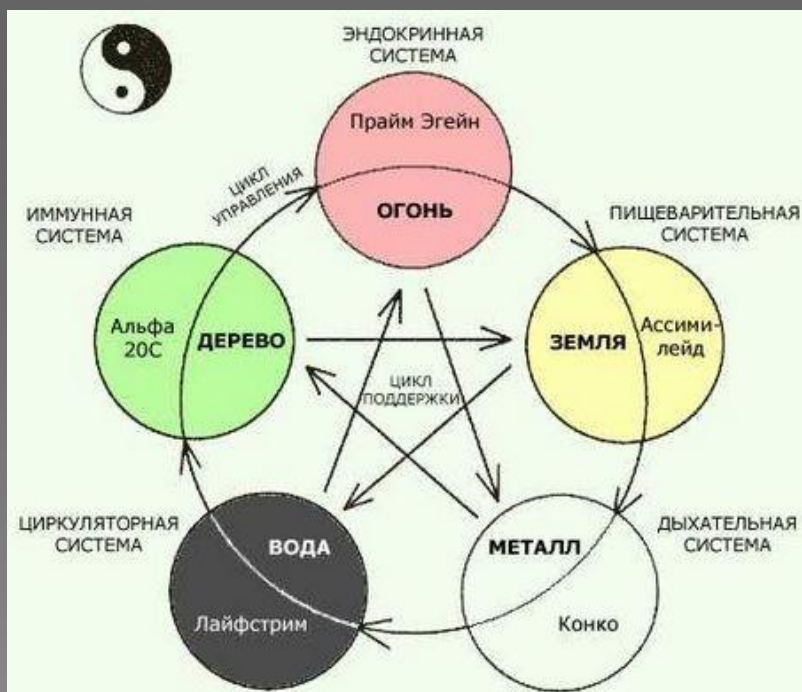 ЭНДОКРИННАЯ
СИСТЕМА
Прайм Эгейн
ОГОНЬ
ЦИКЛ
УПРАВЛЕНИЯ
ИММУННАЯ
СИСТЕМА
ПИЩЕВАРИТЕЛЬНАЯ
СИСТЕМА
Альфа
20С
ДЕРЕВО
ЗЕМЛЯ
Ассими-
лейд
ЦИКЛ
ПОДДЕРЖКИ
ЦИРКУЛЯТОРНАЯ
СИСТЕМА
ВОДА
Лайфстрим
МЕТАЛЛ
Конко
ДЫХАТЕЛЬНАЯ
СИСТЕМА